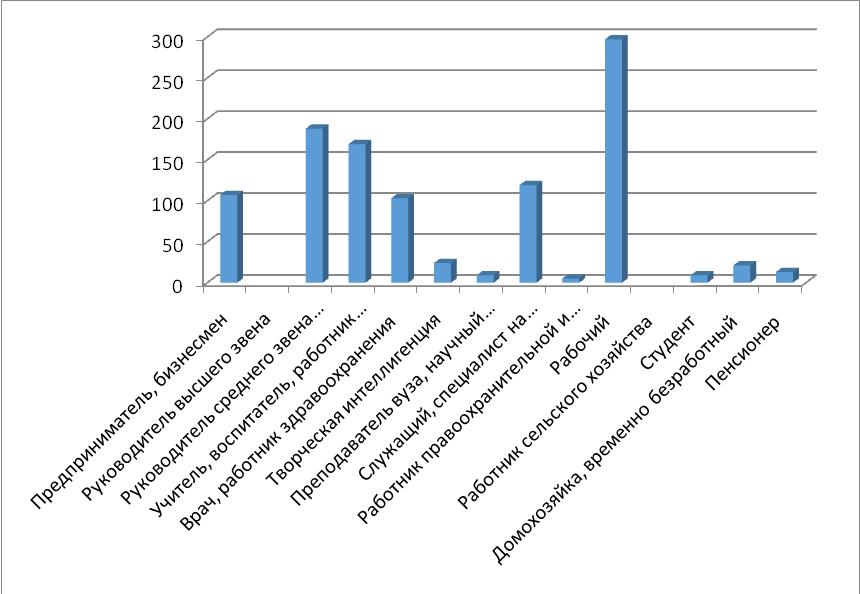 300
250
200
150
100
50
0
Предприниматель, бизнесмен
Руководитель высшего звена
Руководитель среднего звена...
Учитель, воспитатель, работник...
Врач, работник здравоохранения
Творческая интеллигенция
Преподаватель вуза, научный...
Служащий, специалист на...
Работник правоохранительной и...
Рабочий
Работник сельского хозяйства
Студент
Домохозяйка, временно безработный
Пенсионер